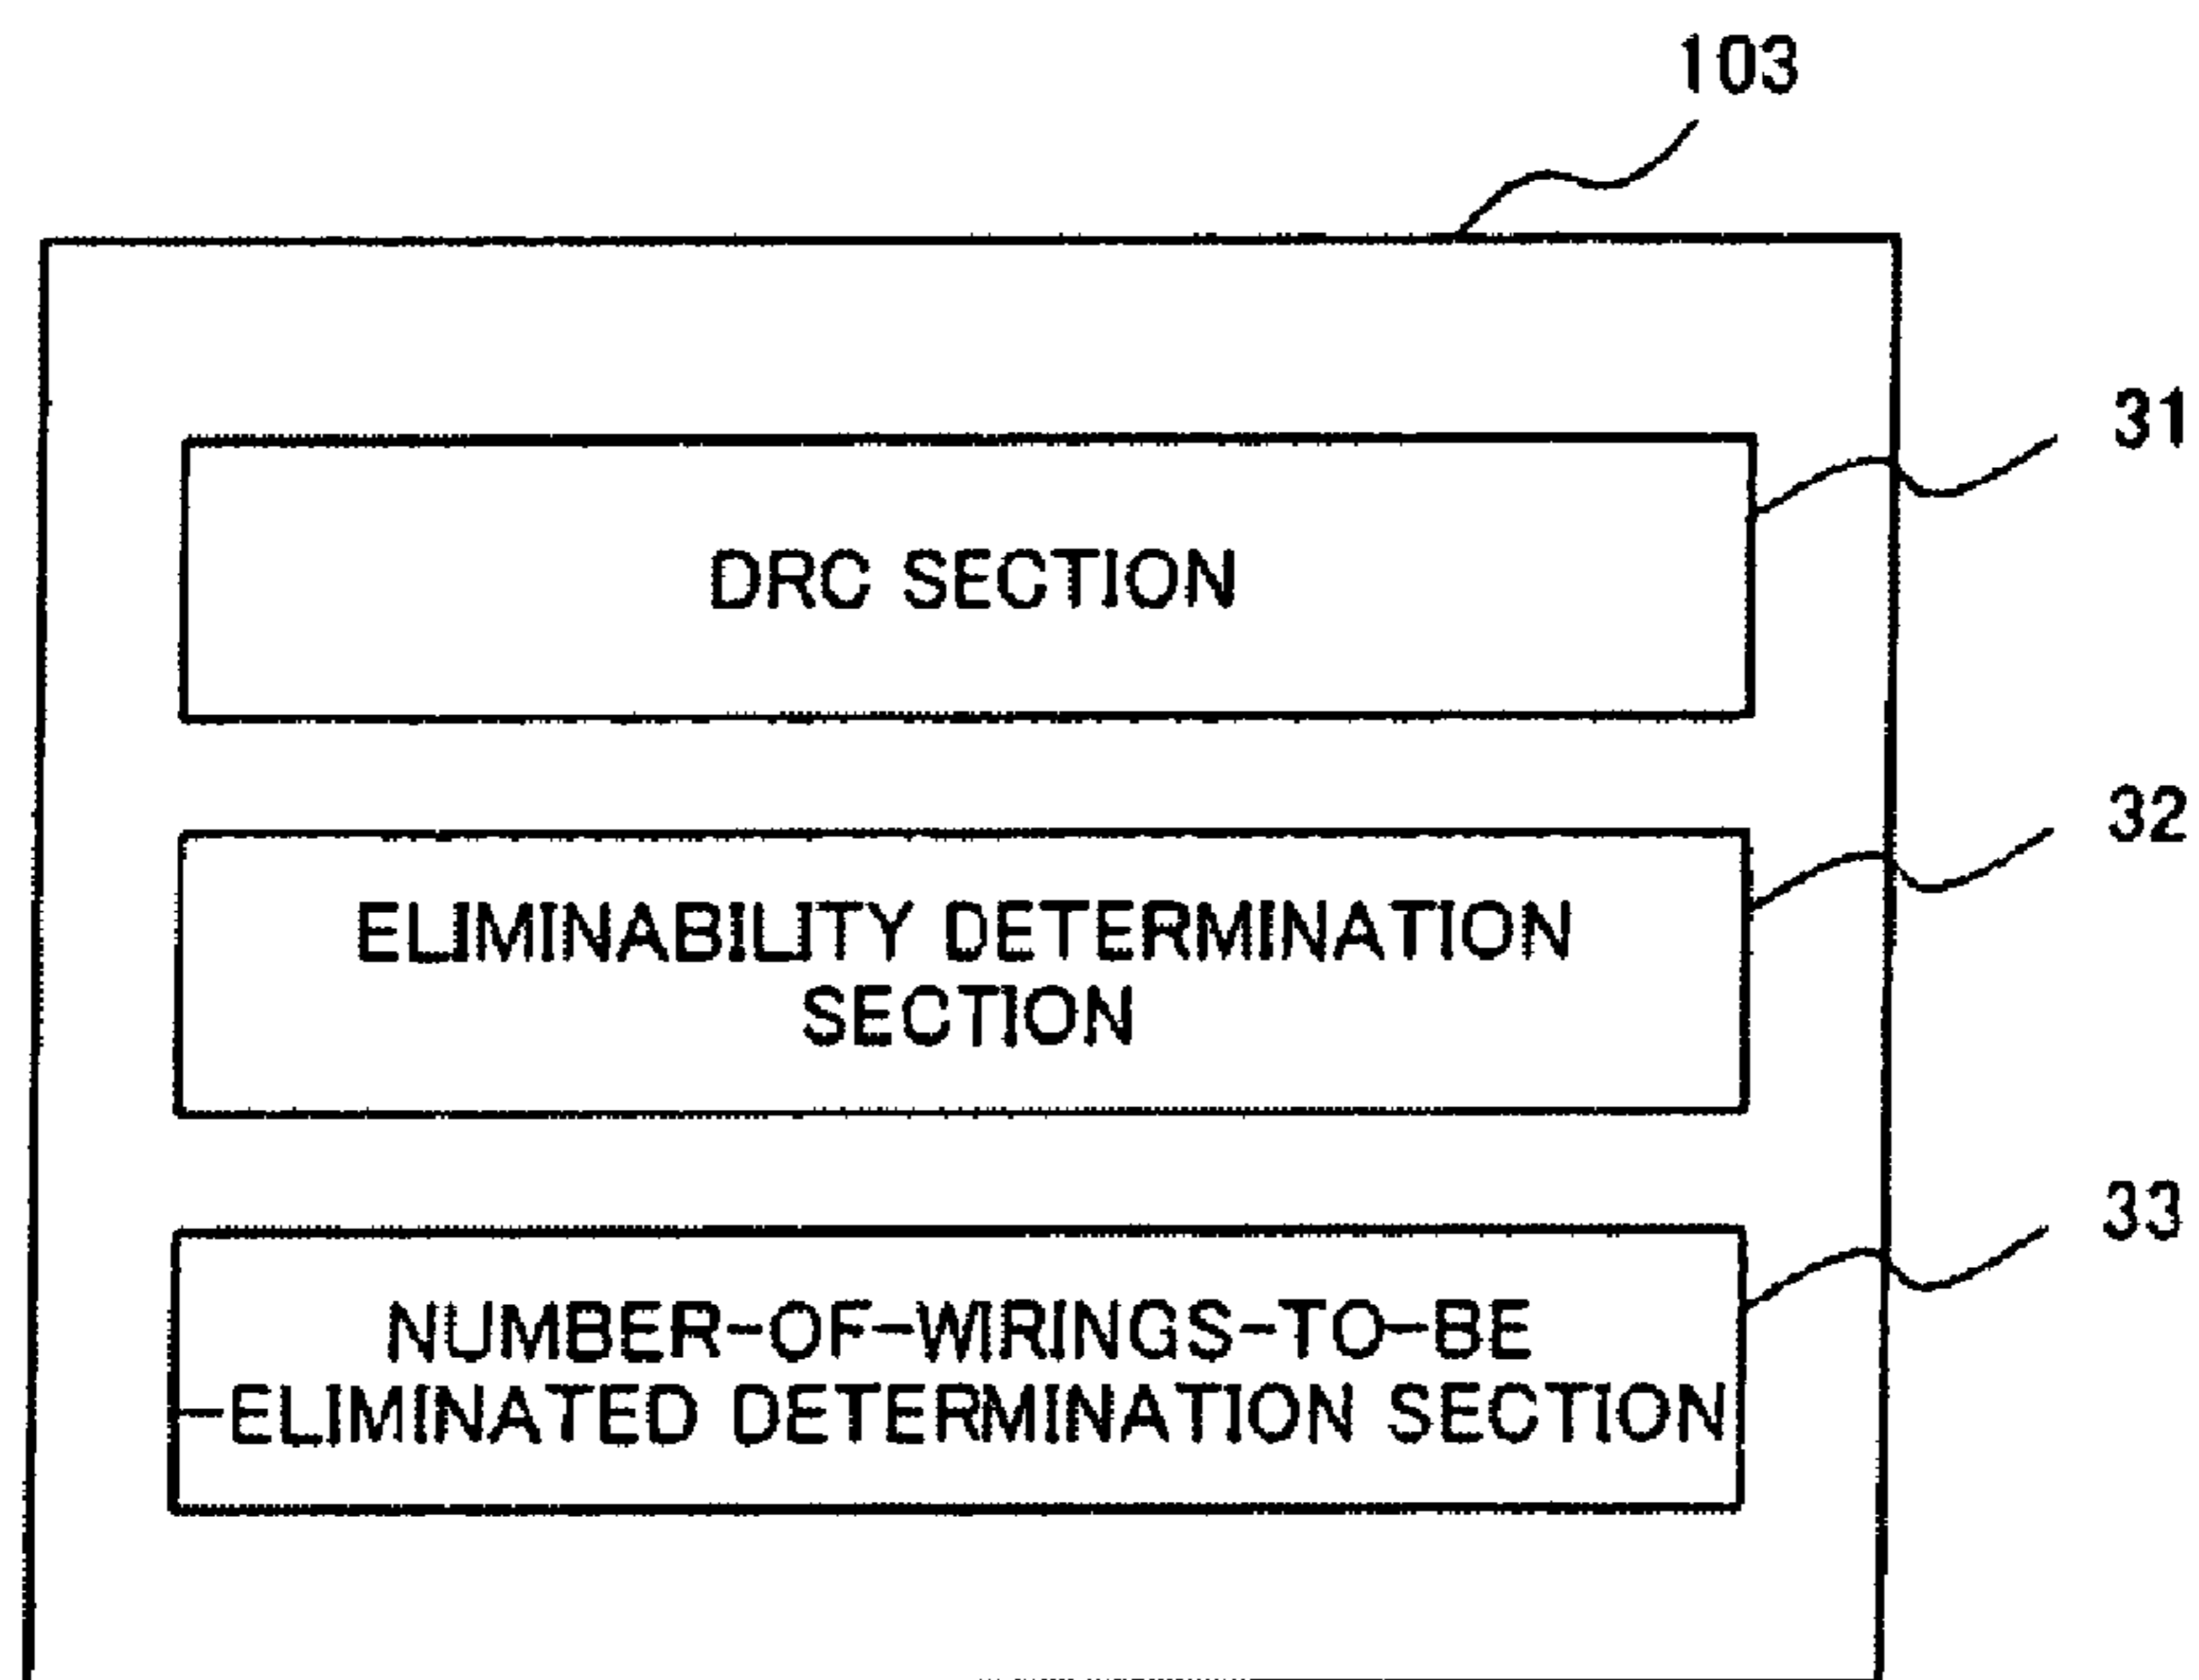 103
31
DRC SECTION
32
ELIMINABILITY DETERMINATION
SECTION
33
NUMBER-OF-WIRINGS-TO-BE
-ELIMINATED DETERMINATION SECTION